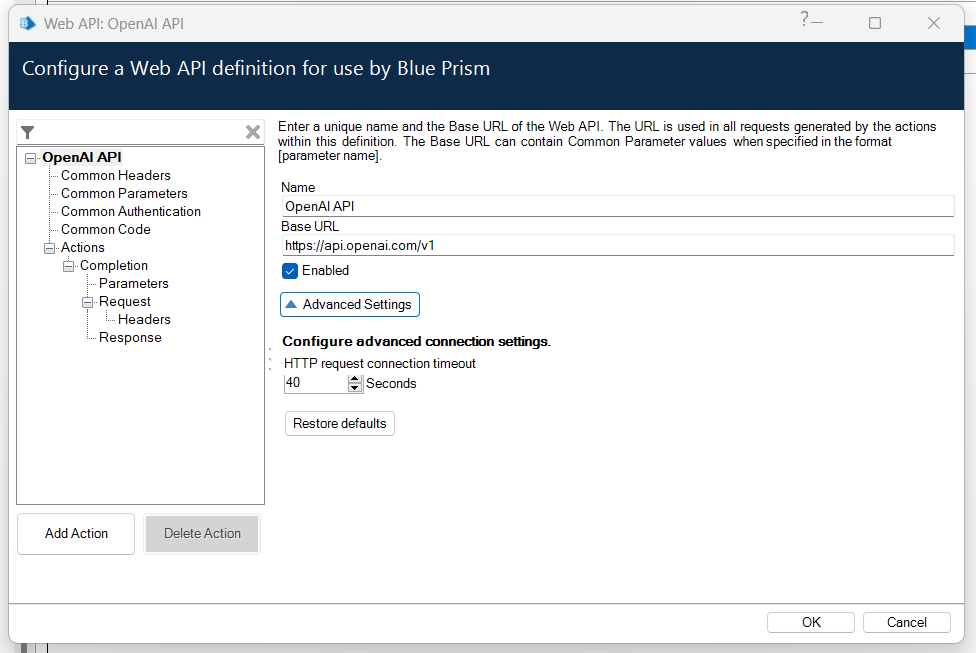 Web API: OpenAI API
?
Configure a Web API definition for use by Blue Prism
OpenAI API
Common Headers
Common Parameters
Common Authentication
Common Code
Actions
Completion
Parameters
Request
Headers
Response
Add Action
Delete Action
Enter a unique name and the Base URL of the Web API. The URL is used in all requests generated by the actions
within this definition. The Base URL can contain Common Parameter values when specified in the format
[parameter name].
Name
OpenAI API
Base URL
https://api.openai.com/v1
Enabled
Advanced Settings
Configure advanced connection settings.
HTTP request connection timeout
40 Seconds
Restore defaults
OK
Cancel